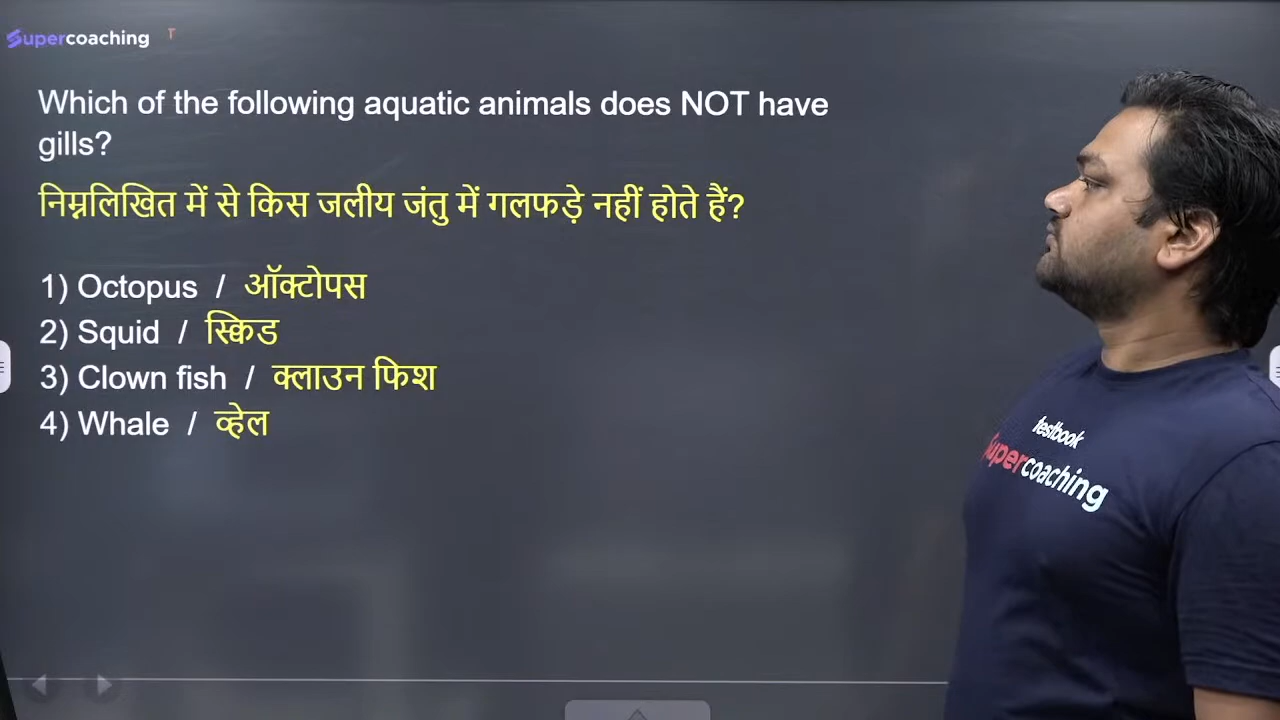 Supercoaching
Which of the following aquatic animals does NOT have
gills?
निम्नलिखित में से किस जलीय जंतु में गलफड़े नहीं होते हैं?
1) Octopus / ऑक्टोपस
2) Squid / स्क्विड
3) Clown fish / क्लाउन फिश
4) Whale / व्हेल
testbook
Supercoaching